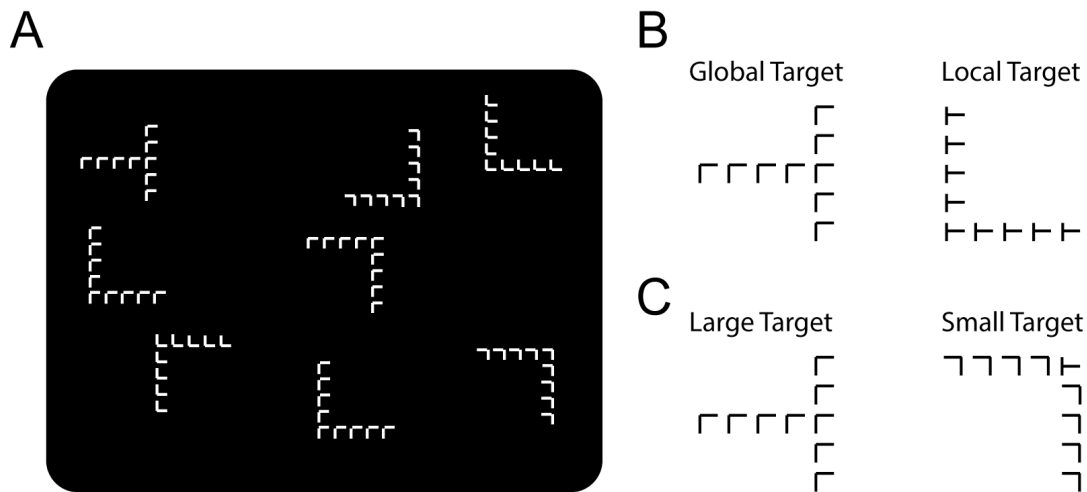 A
B
Global Target
Local Target
C
Large Target
Small Target